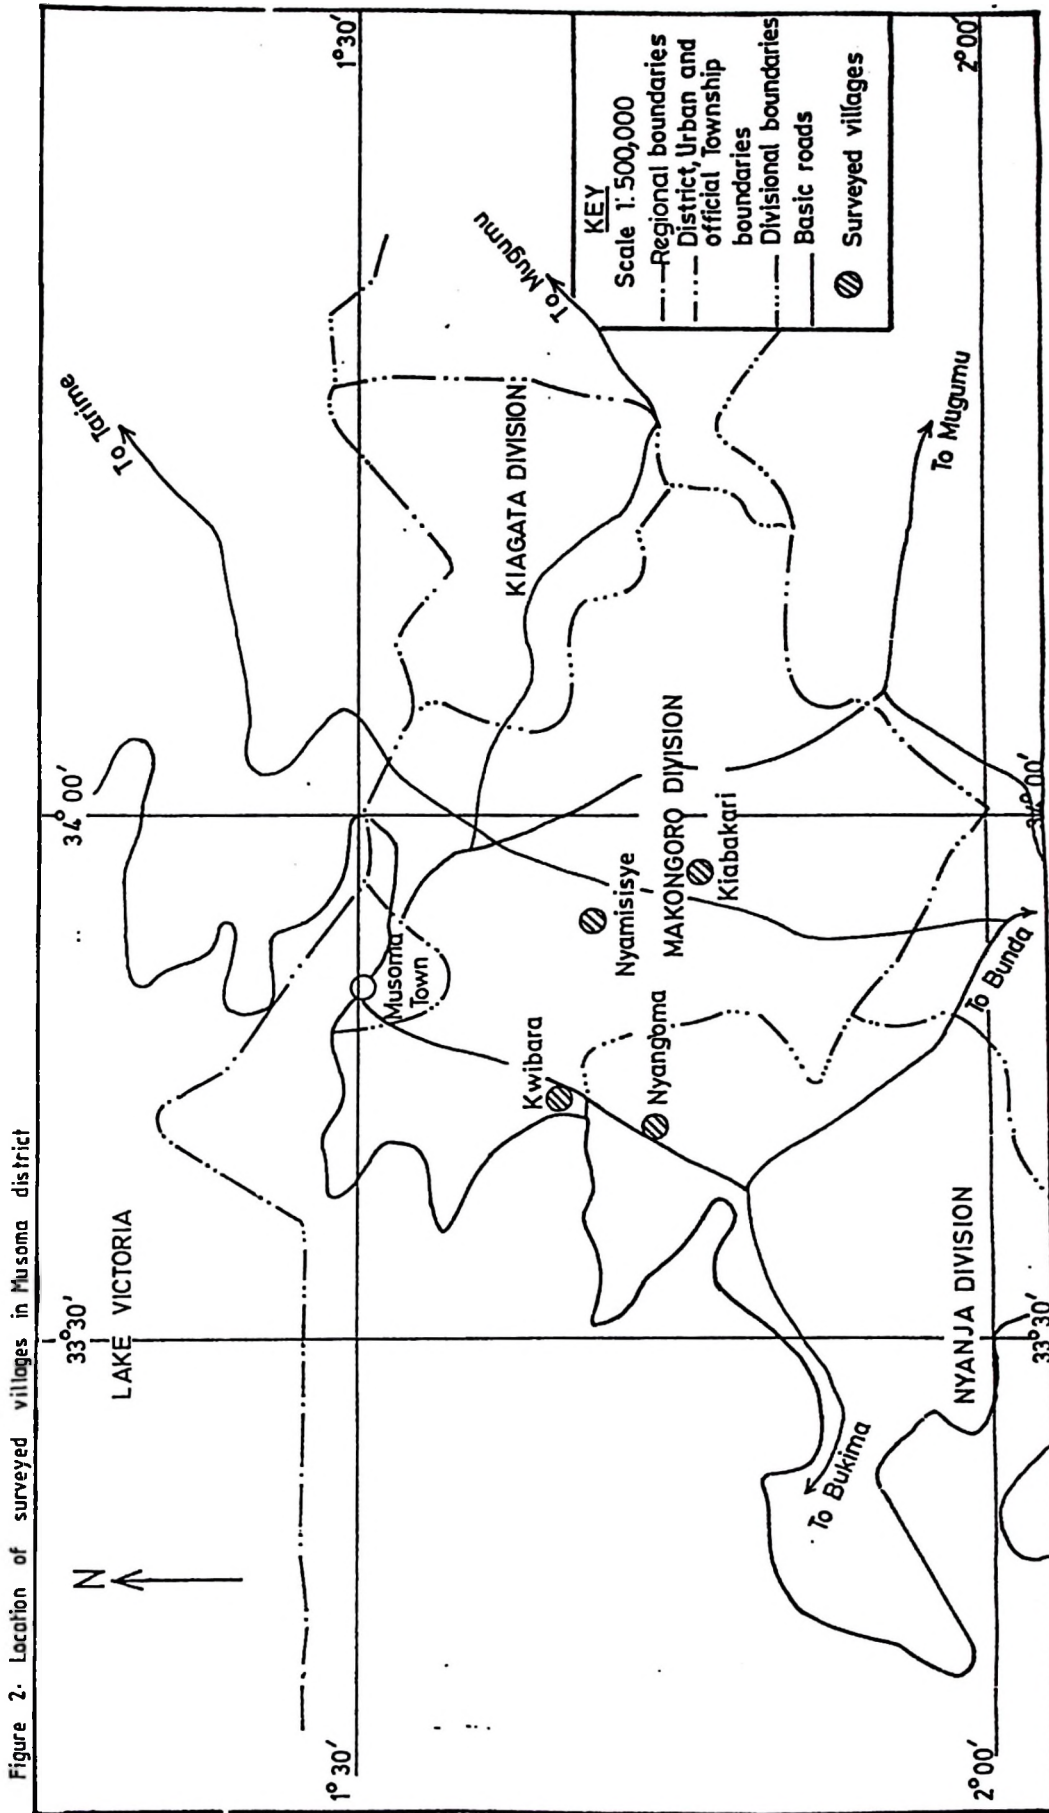 Figure 2. Location of surveyed villages in Musoma district
33°30'
34°00'
N
LAKE VICTORIA
To Tarime
1°30'
1°30'
Musoma
Town
To Mugumu
KIAGATA DIVISION
Kwibara
Nyamisisye
Nyangoma
MAKONGORO DIVISION
Kiabakari
KEY
Scale 1:500,000
Regional boundaries
District, Urban and
official Township
boundaries
Divisional boundaries
Basic roads
Surveyed villages
To Bukima
To Mugumu
NYANJA DIVISION
To Bunda
2°00'
2°00'
33°30'
34°00'